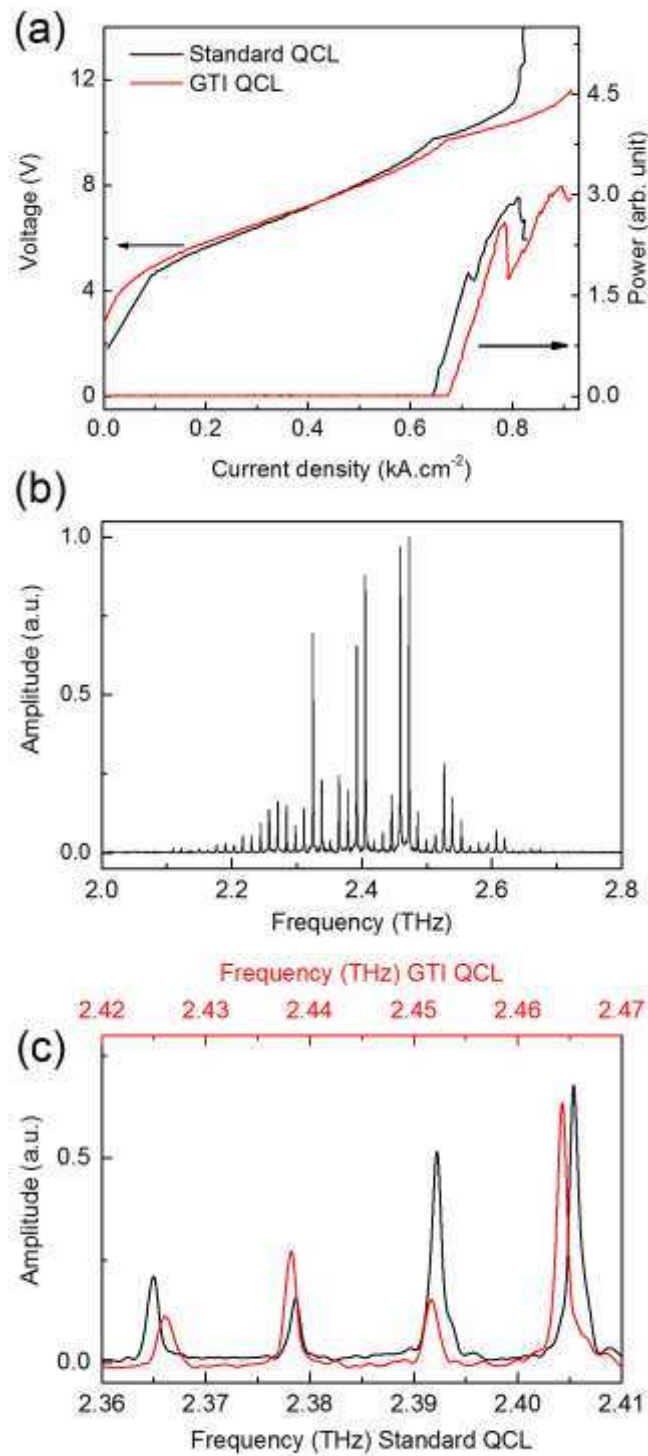 (a)
Standard QCL
GTI QCL
12
8
4
0
Voltage (V)
4.5
3.0
1.5
0.0
Power (arb. unit)
0.0 0.2 0.4 0.6 0.8
Current density (kA.cm-2)
(b)
1.0
0.5
0.0
Amplitude (a.u.)
2.0 2.2 2.4 2.6 2.8
Frequency (THz)
Frequency (THz) GTI QCL
2.42 2.43 2.44 2.45 2.46 2.47
(c)
0.5
0.0
Amplitude (a.u.)
2.36 2.37 2.38 2.39 2.40 2.41
Frequency (THz) Standard QCL